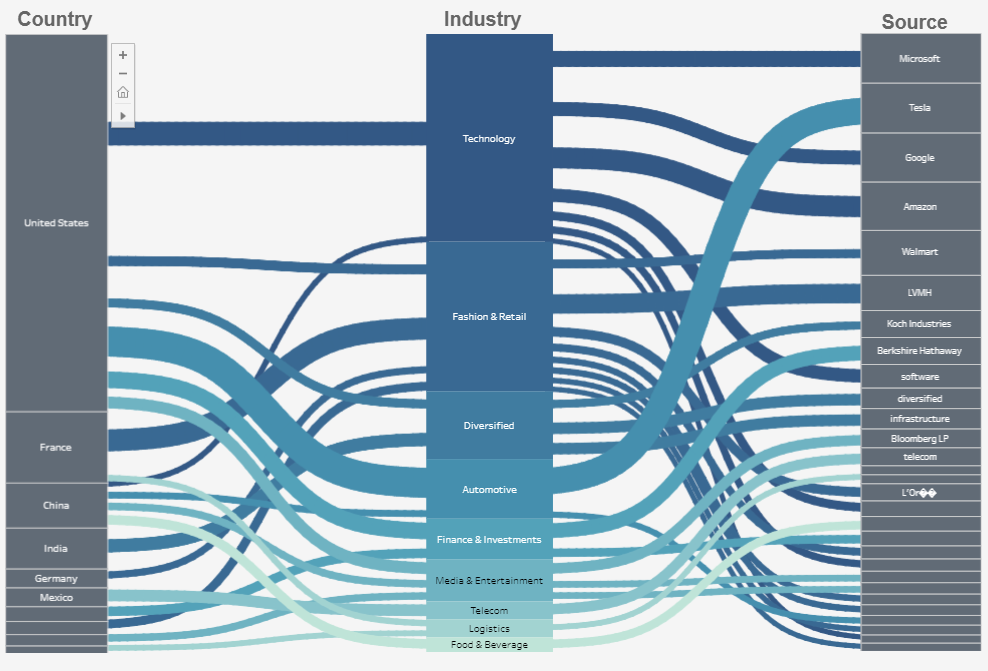 Country
Industry
Source
United States
France
China
India
Germany
Mexico
Technology
Fashion & Retail
Diversified
Automotive
Finance & Investments
Media & Entertainment
Telecom
Logistics
Food & Beverage
Microsoft
Tesla
Google
Amazon
Walmart
LVMH
Koch Industries
Berkshire Hathaway
software
diversified
infrastructure
Bloomberg LP
telecom
L'Or��